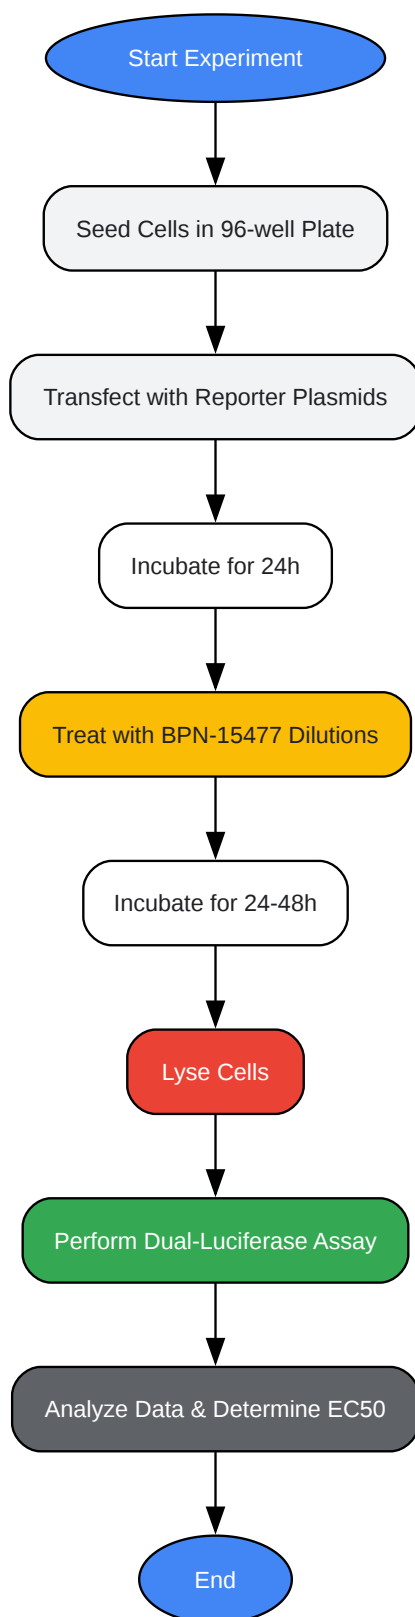 Start Experiment
Seed Cells in 96-well Plate
Transfect with Reporter Plasmids
Incubate for 24h
Treat with BPN-15477 Dilutions
Incubate for 24-48h
Lyse Cells
Perform Dual-Luciferase Assay
Analyze Data & Determine EC50
End